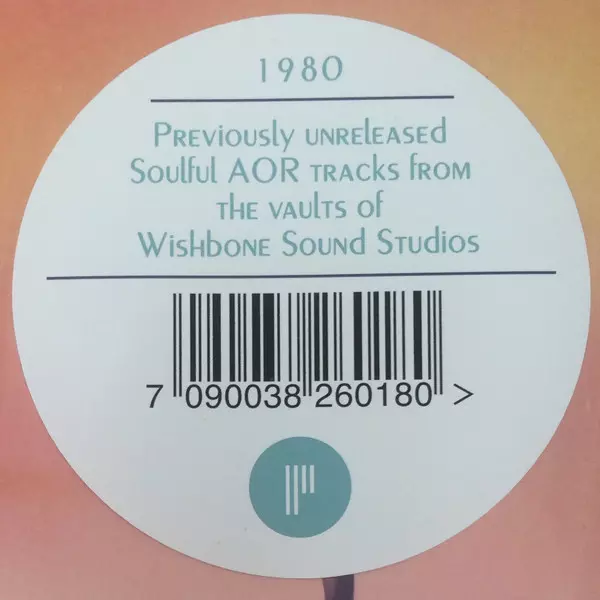 1980
Previously unreleased
Soulful AOR tracks from
the vaults of
Wishbone Sound Studios
7 090038 260180 >